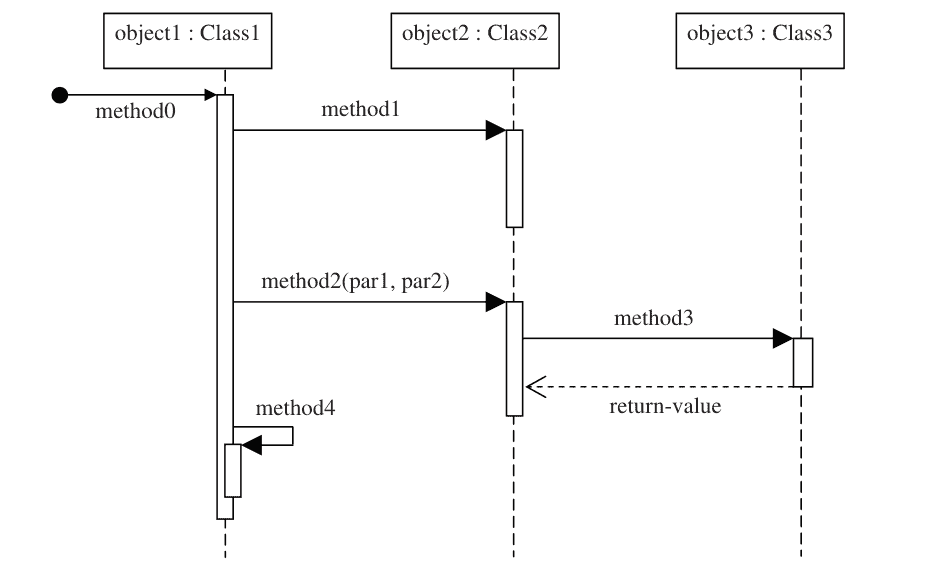 object1 : Class1
object2 : Class2
object3 : Class3
method0
method1
method2(par1, par2)
method3
return-value
method4